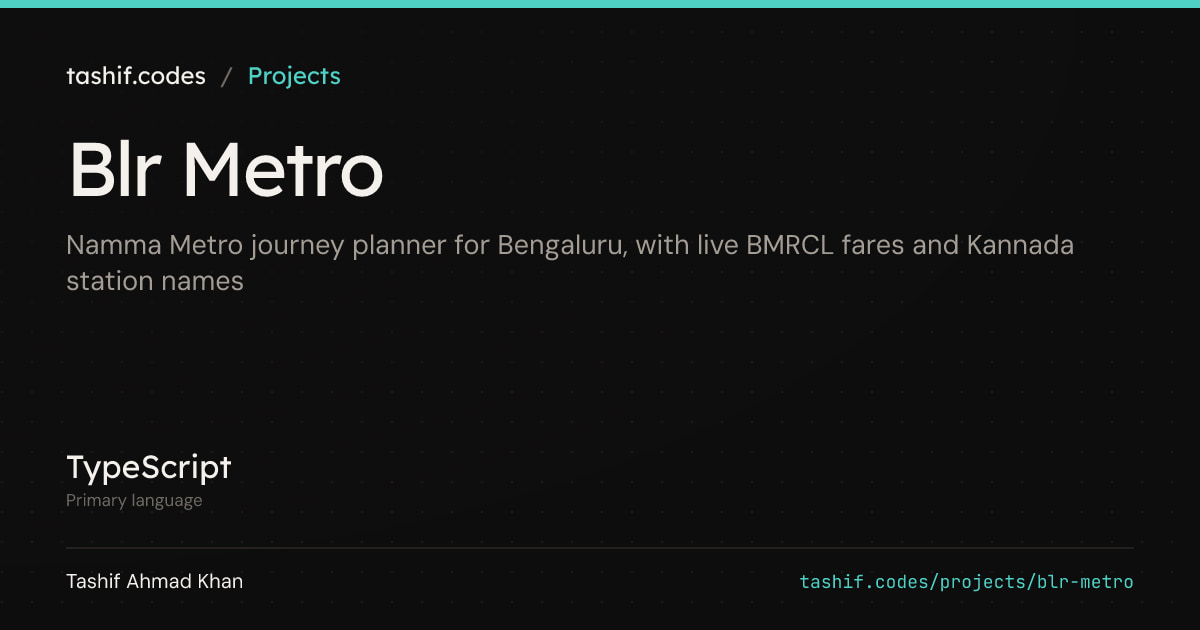 tashif.codes / Projects
Blr Metro
Namma Metro journey planner for Bengaluru, with live BMRCL fares and Kannada
station names
TypeScript
Primary language
Tashif Ahmad Khan
tashif.codes/projects/blr-metro